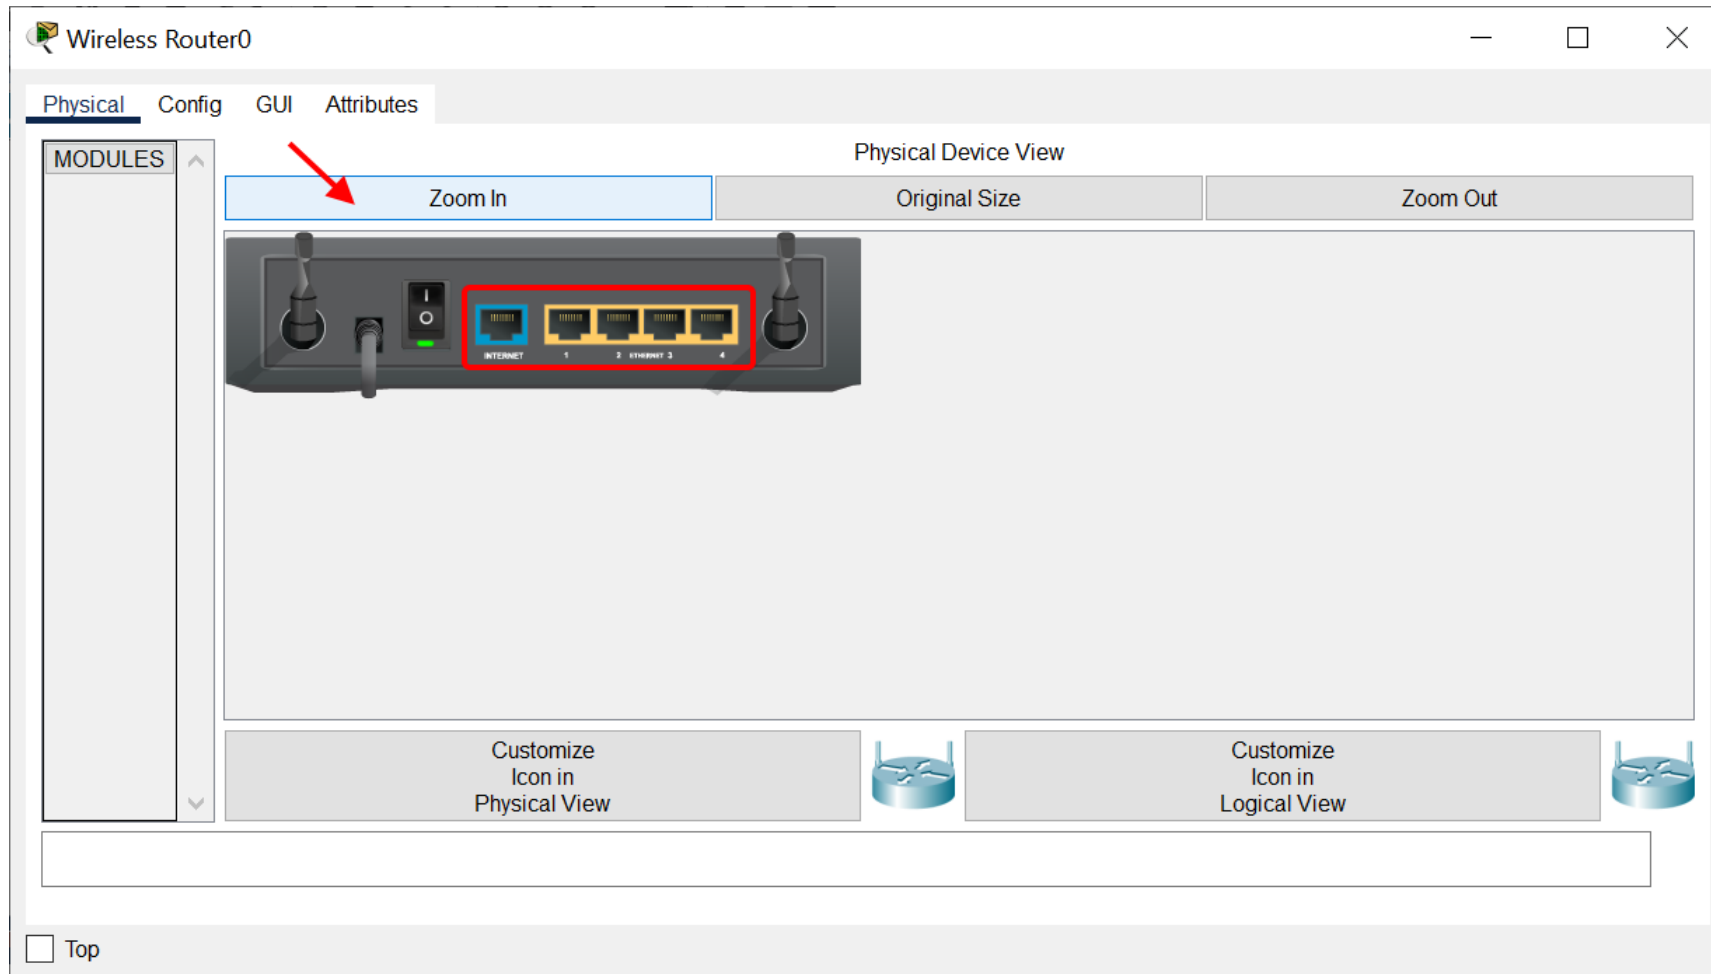 Wireless Router0
Physical Config GUI Attributes
MODULES
Physical Device View
Zoom In Original Size Zoom Out
INTERNET 1 2 ETHERNET 3 4
Customize
Icon in
Physical View
Customize
Icon in
Logical View
Top